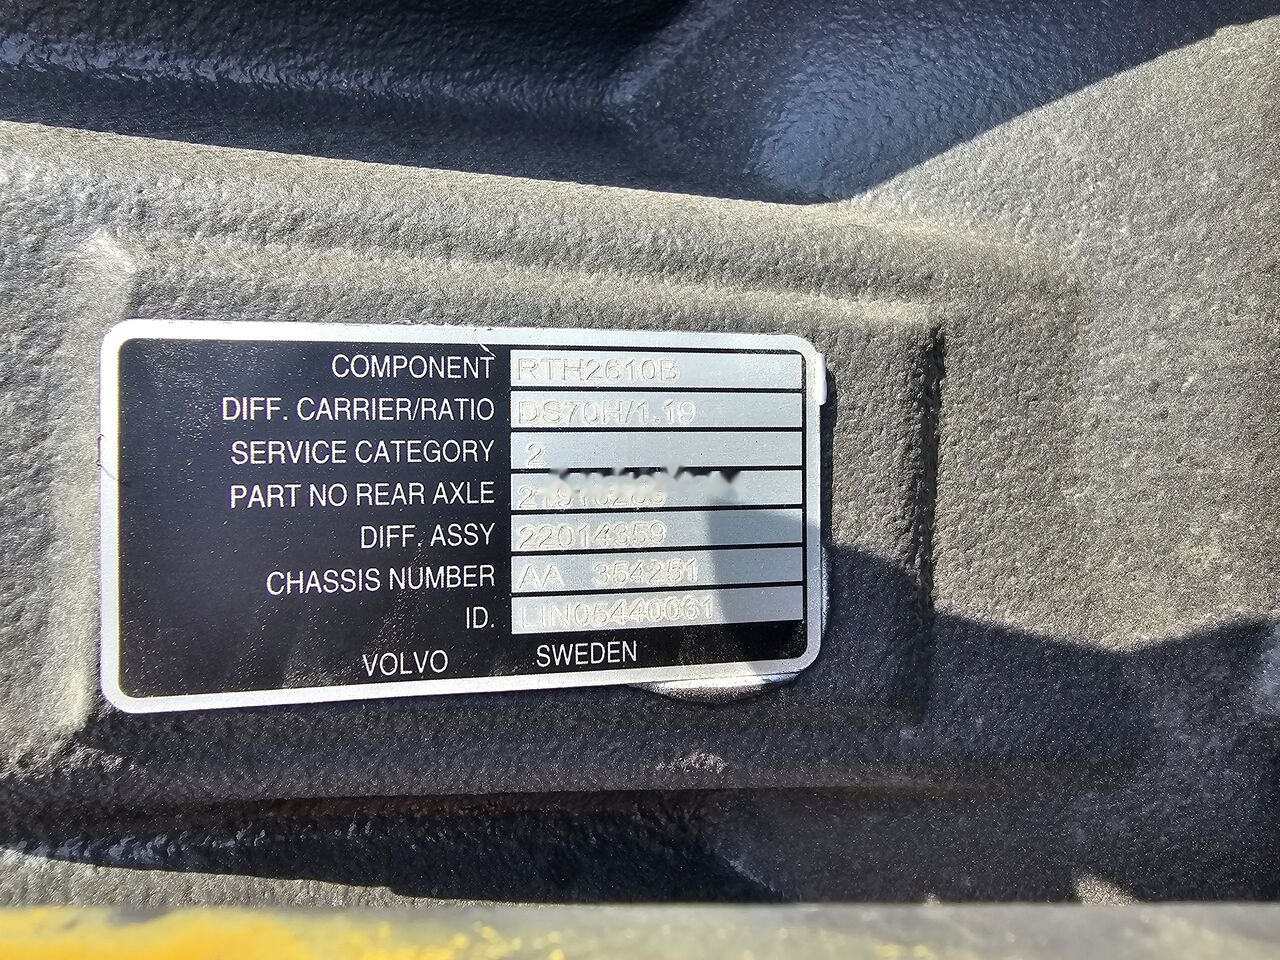 COMPONENT RTH2610B
DIFF. CARRIER/RATIO DS70H/1.19
SERVICE CATEGORY 2
PART NO REAR AXLE
DIFF. ASSY 22014359
CHASSIS NUMBER AA 354251
ID. LIN05440061
VOLVO SWEDEN